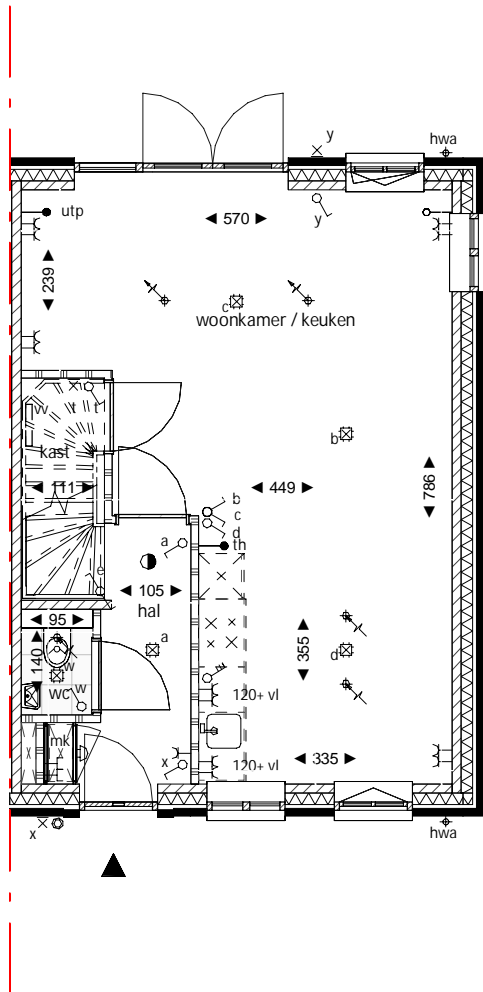 y
hwa
utp
y
570
239
c
woonkamer / keuken
vv t t
b
kast
111
449
786
b
c
a
d
th
e
105
hal
95
355
140
a
d
w
wc w
120+ vl
mk
x
335
120+ vl
x
hwa